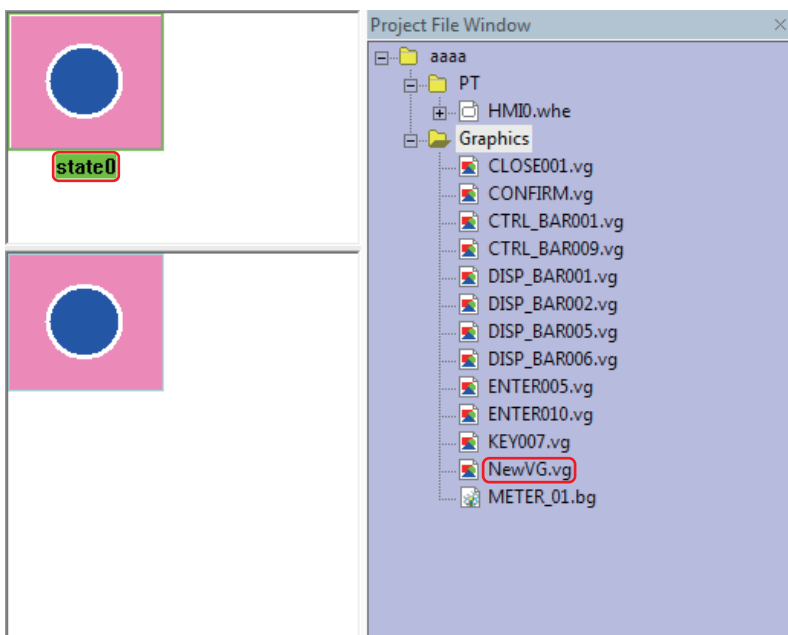 state0
Project File Window
aaaa
PT
HMI0.whe
Graphics
CLOSE001.vg
CONFIRM.vg
CTRL_BAR001.vg
CTRL_BAR009.vg
DISP_BAR001.vg
DISP_BAR002.vg
DISP_BAR005.vg
DISP_BAR006.vg
ENTER005.vg
ENTER010.vg
KEY007.vg
NewVG.vg
METER_01.bg